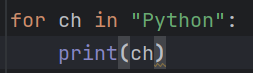 for ch in "Python":
    print(ch)